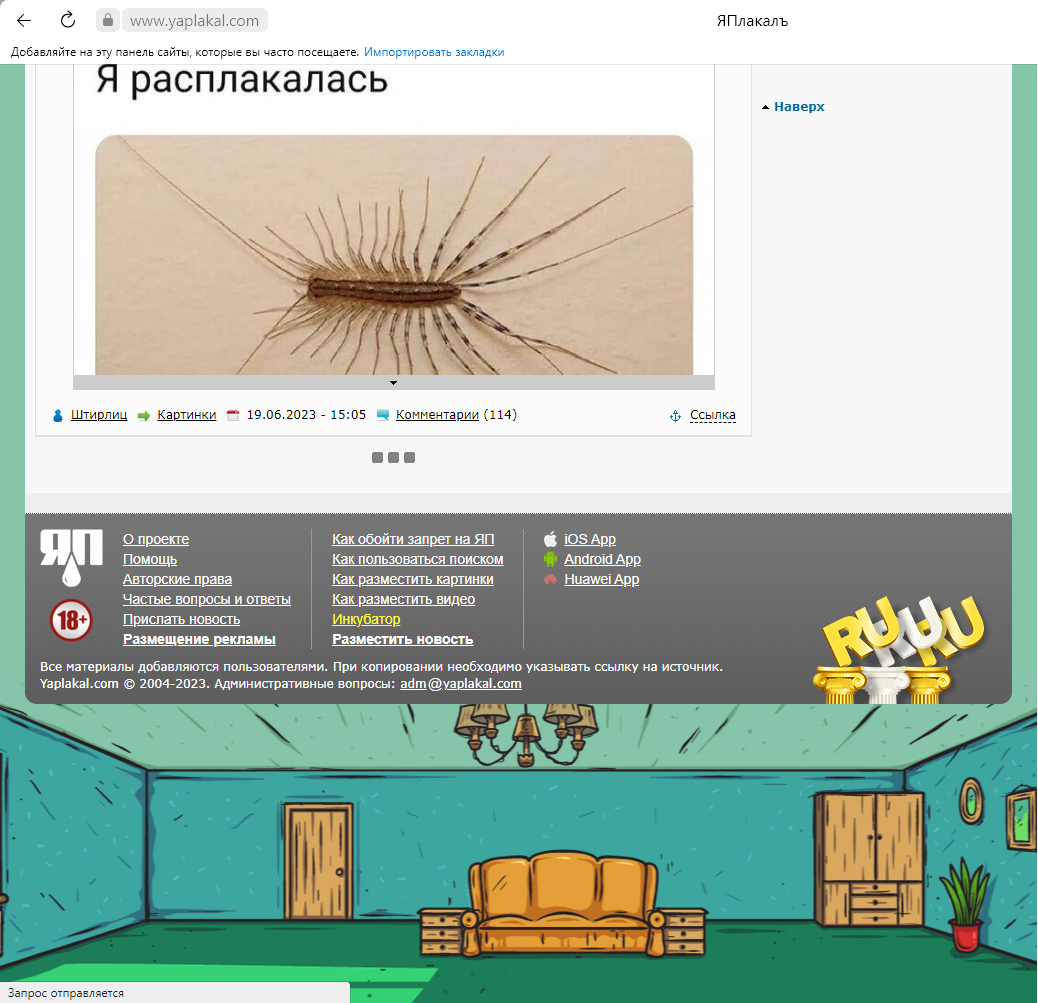 www.yaplakal.com
ЯПлакалъ
Добавляйте на эту панель сайты, которые вы часто посещаете. Импортировать закладки
Я расплакалась
Наверх
Штирлиц Картинки 19.06.2023 - 15:05 Комментарии (114) Ссылка
ЯП
18+
О проекте
Помощь
Авторские права
Частые вопросы и ответы
Прислать новость
Размещение рекламы
Как обойти запрет на ЯП
Как пользоваться поиском
Как разместить картинки
Как разместить видео
Инкубатор
Разместить новость
iOS App
Android App
Huawei App
Все материалы добавляются пользователями. При копировании необходимо указывать ссылку на источник.
Yaplakal.com © 2004-2023. Административные вопросы: adm@yaplakal.com
RU RU RU
Запрос отправляется